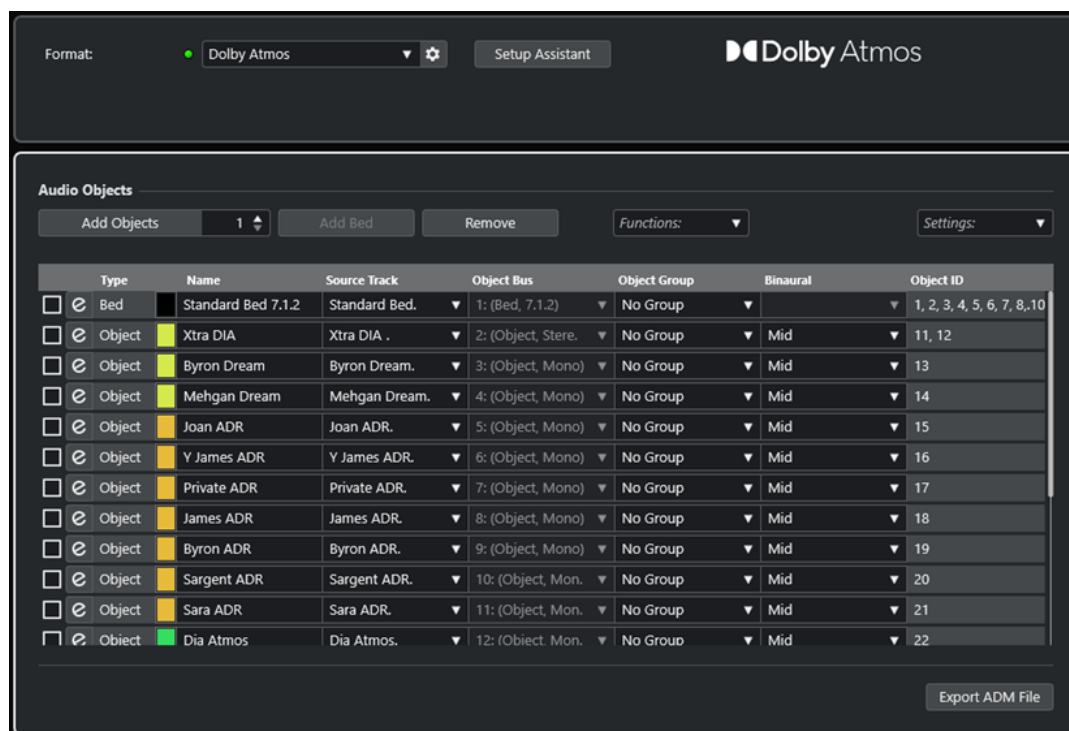 Format: Dolby Atmos Setup Assistant Dolby Atmos
Audio Objects
Add Objects 1 Add Bed Remove Functions: Settings:
Type Name Source Track Object Bus Object Group Binaural Object ID
Bed Standard Bed 7.1.2 Standard Bed. 1: (Bed, 7.1.2) No Group 1, 2, 3, 4, 5, 6, 7, 8,.10
Object Xtra DIA Xtra DIA . 2: (Object, Stere. No Group Mid 11, 12
Object Byron Dream Byron Dream. 3: (Object, Mono) No Group Mid 13
Object Mehgan Dream Mehgan Dream. 4: (Object, Mono) No Group Mid 14
Object Joan ADR Joan ADR. 5: (Object, Mono) No Group Mid 15
Object Y James ADR Y James ADR. 6: (Object, Mono) No Group Mid 16
Object Private ADR Private ADR. 7: (Object, Mono) No Group Mid 17
Object James ADR James ADR. 8: (Object, Mono) No Group Mid 18
Object Byron ADR Byron ADR. 9: (Object, Mono) No Group Mid 19
Object Sargent ADR Sargent ADR. 10: (Object, Mon. No Group Mid 20
Object Sara ADR Sara ADR. 11: (Object, Mon. No Group Mid 21
Object Dia Atmos Dia Atmos. 12: (Object, Mon. No Group Mid 22
Export ADM File